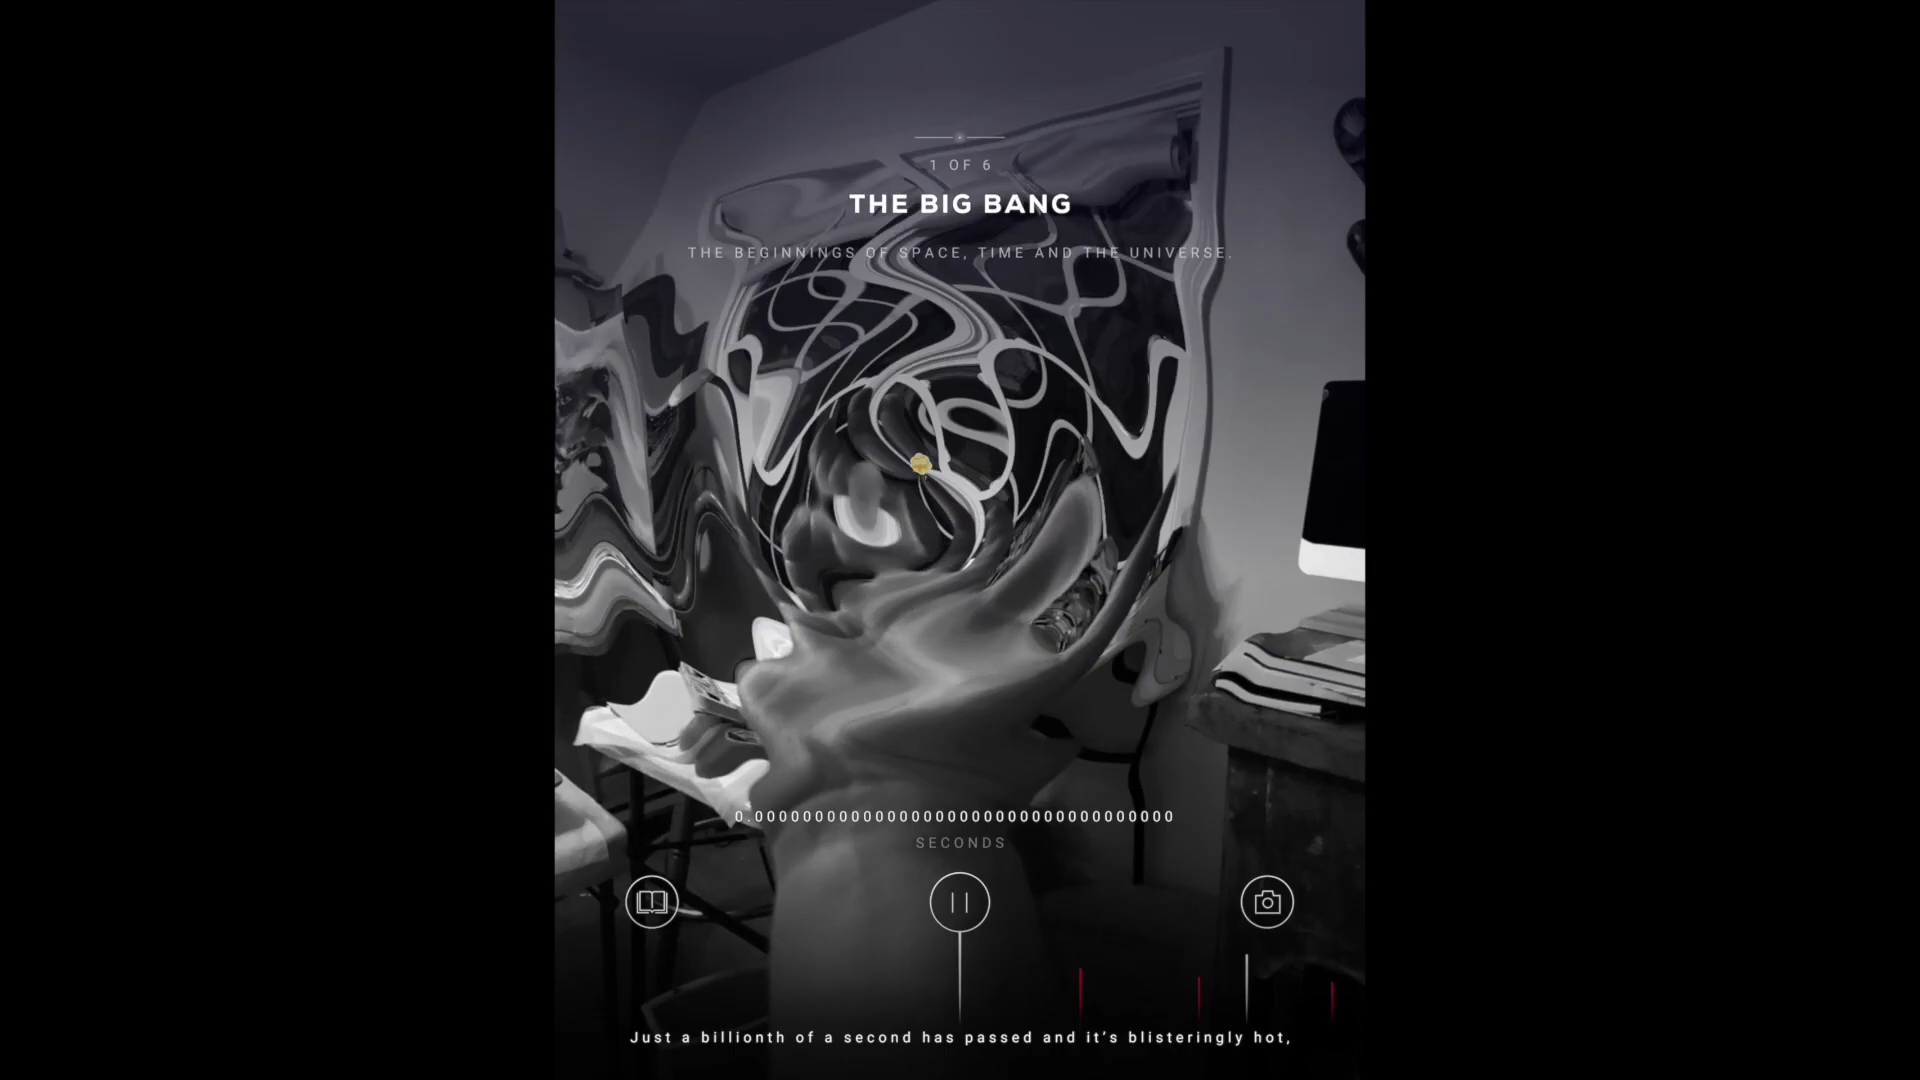 1 OF 6
THE BIG BANG
THE BEGINNINGS OF SPACE, TIME AND THE UNIVERSE.
0.00000000000000000000000000000000000
SECONDS
Just a billionth of a second has passed and it’s blisteringly hot,